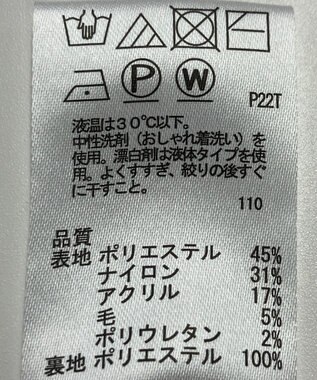 P W
P22T
液温は30℃以下。
中性洗剤(おしゃれ着洗い)を
使用。漂白剤は液体タイプを使
用。よくすすぎ、絞りの後すぐ
に干すこと。
110
品質
表地 ポリエステル 45%
ナイロン 31%
アクリル 17%
毛 5%
ポリウレタン 2%
裏地 ポリエステル 100%